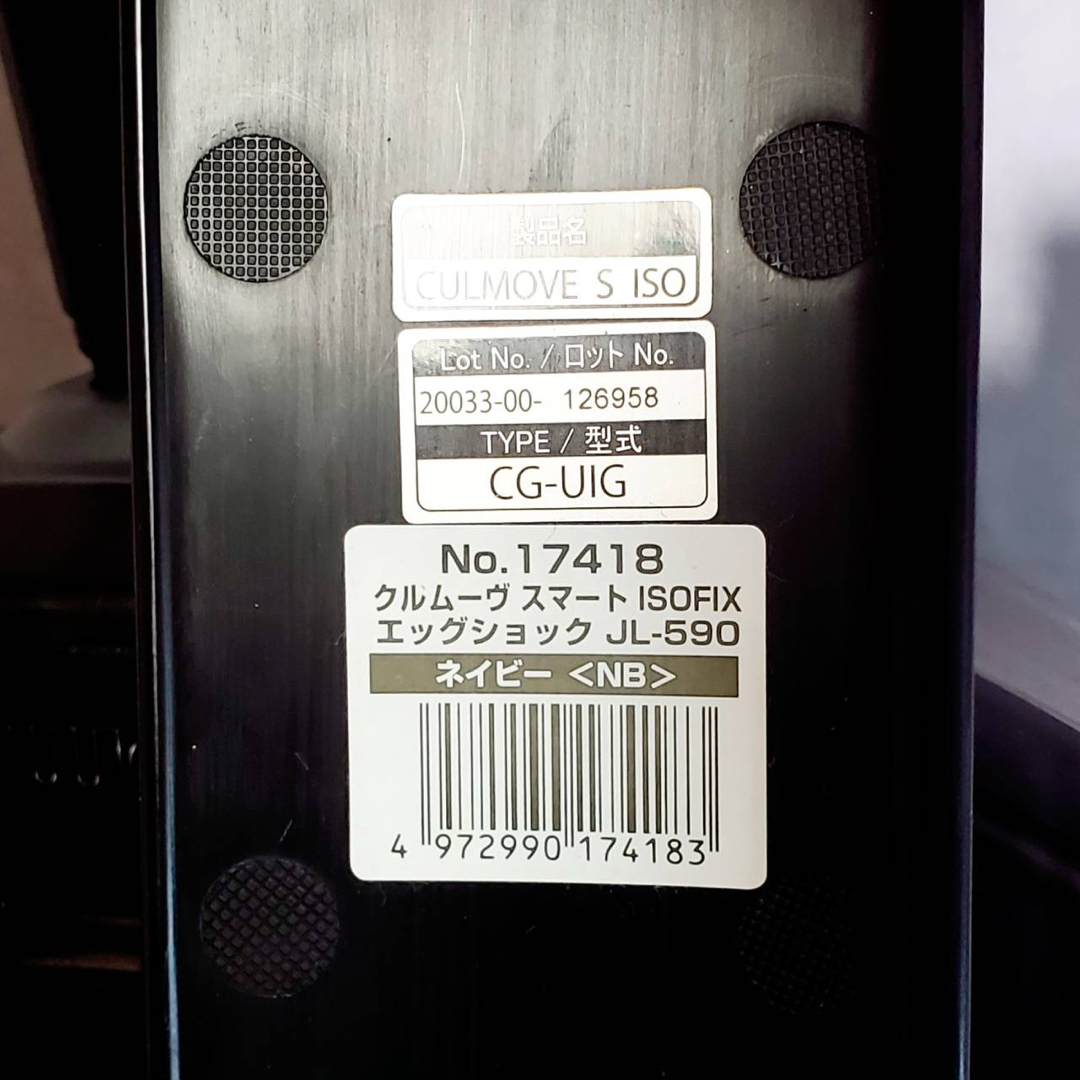 製品名
CULMOVE S ISO
Lot No. / ロット No.
20033-00- 126958
TYPE / 型式
CG-UIG
No.17418
クルムーヴ スマート ISOFIX
エッグショック JL-590
ネイビー <NB>
4 972990 174183